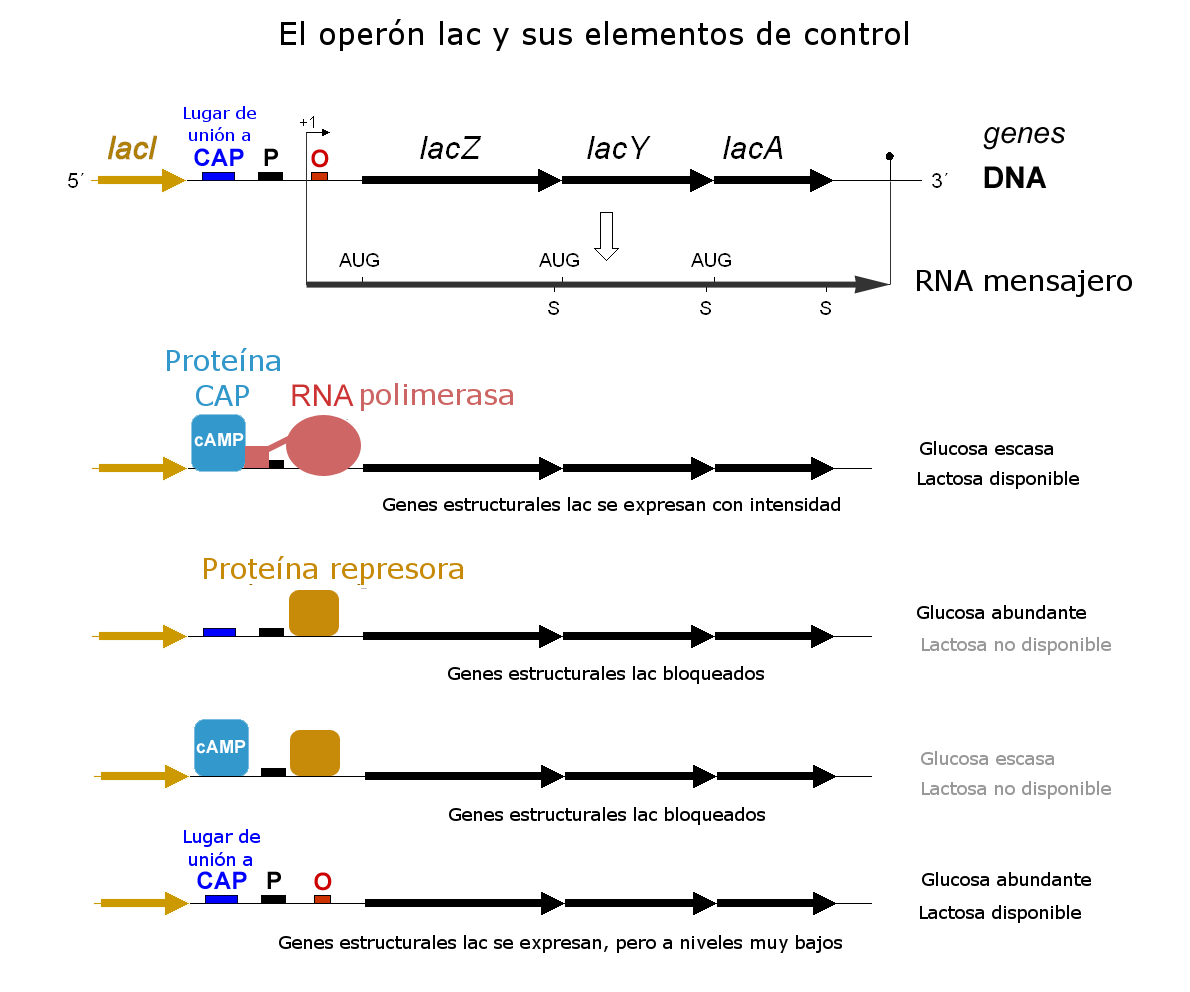 El operón lac y sus elementos de control
Lugar de
unión a
CAP
lacI
P
+1
O
lacZ
lacY
lacA
genes
5´
3´
DNA
AUG
AUG
AUG
RNA mensajero
S
S
S
Proteína
CAP
RNA polimerasa
cAMP
Glucosa escasa
Lactosa disponible
Genes estructurales lac se expresan con intensidad
Proteína represora
Glucosa abundante
Lactosa no disponible
Genes estructurales lac bloqueados
cAMP
Glucosa escasa
Lactosa no disponible
Genes estructurales lac bloqueados
Lugar de
unión a
CAP
P
O
Glucosa abundante
Lactosa disponible
Genes estructurales lac se expresan, pero a niveles muy bajos